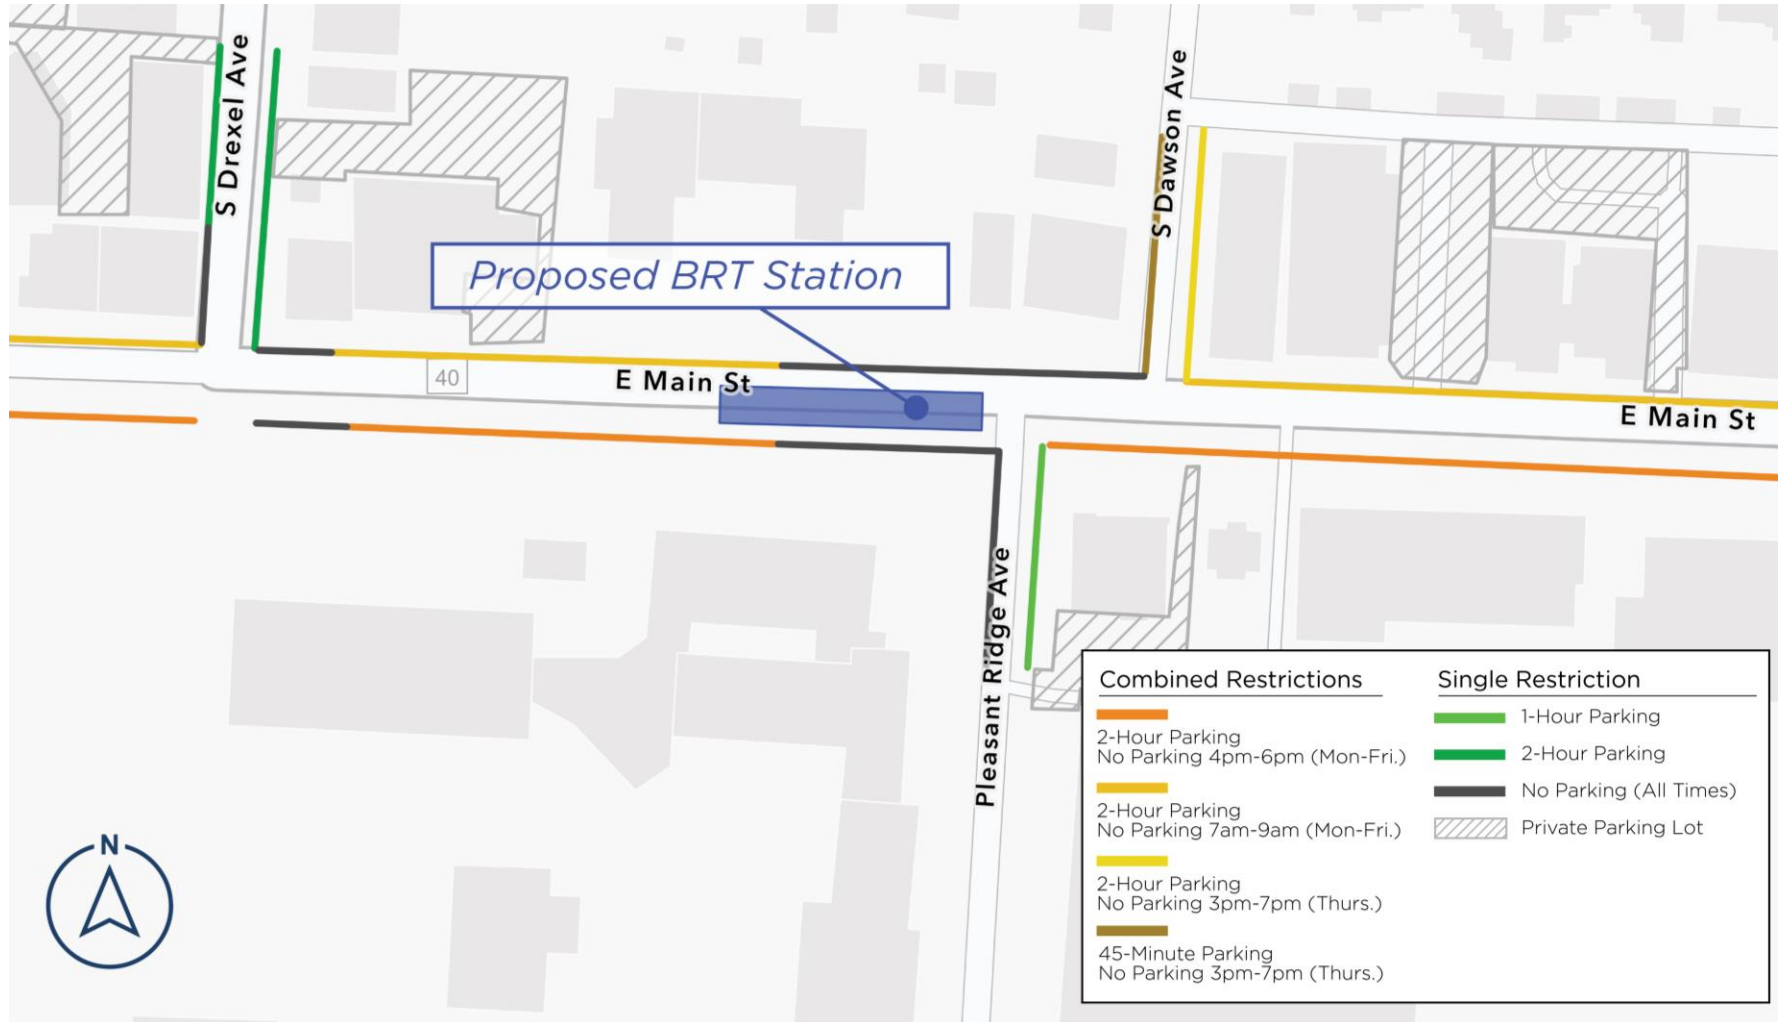 S Drexel Ave
S Dawson Ave
Proposed BRT Station
40
E Main St
E Main St
Pleasant Ridge Ave
N
Combined Restrictions
2-Hour Parking
No Parking 4pm-6pm (Mon-Fri.)
2-Hour Parking
No Parking 7am-9am (Mon-Fri.)
2-Hour Parking
No Parking 3pm-7pm (Thurs.)
45-Minute Parking
No Parking 3pm-7pm (Thurs.)
Single Restriction
1-Hour Parking
2-Hour Parking
No Parking (All Times)
Private Parking Lot